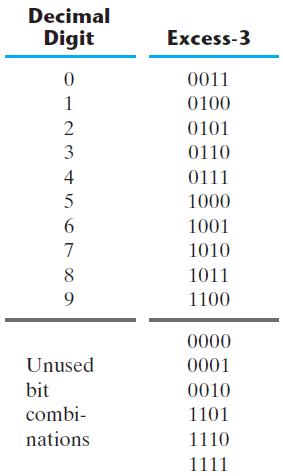 Decimal
Digit Excess-3
0 0011
1 0100
2 0101
3 0110
4 0111
5 1000
6 1001
7 1010
8 1011
9 1100
0000
Unused 0001
bit 0010
combi- 1101
nations 1110
1111